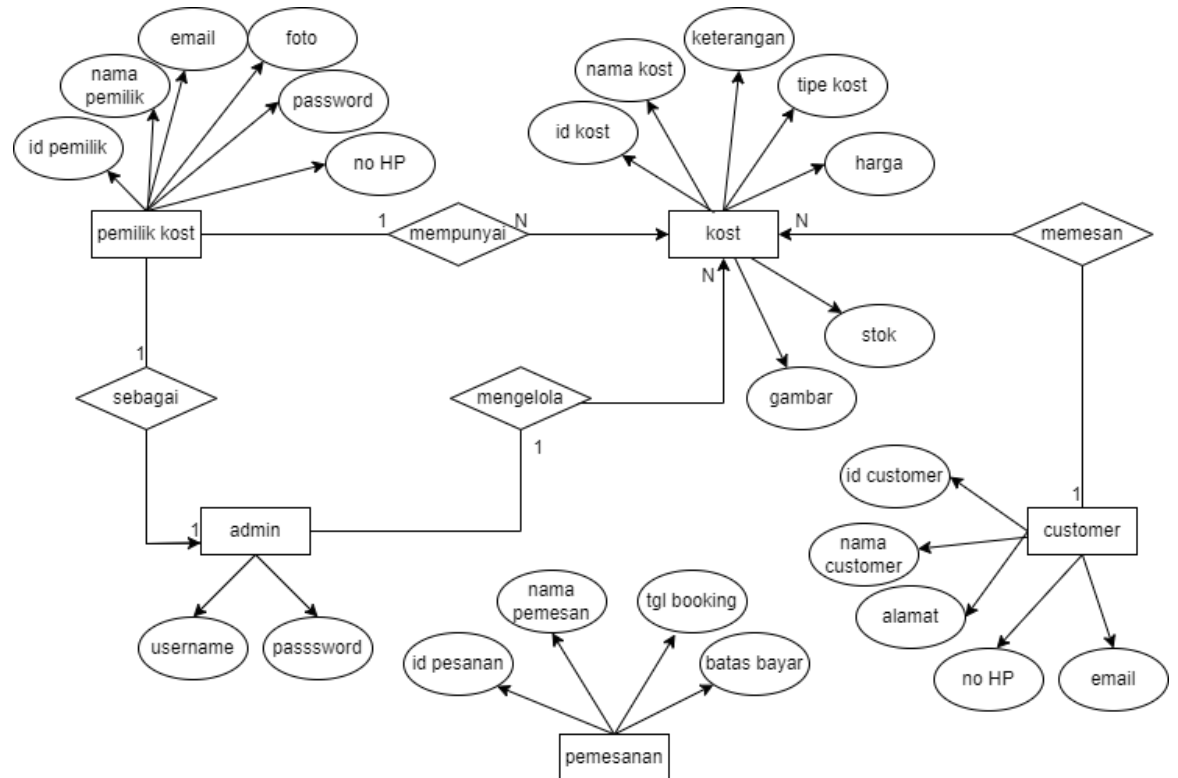 email
foto
keterangan
nama
pemilik
nama kost
tipe kost
password
id pemilik
id kost
no HP
harga
pemilik kost
1
mempunyai
N
kost
N
memesan
N
stok
1
sebagai
mengelola
gambar
1
id customer
1
1
admin
customer
nama
customer
nama
pemesan
tgl booking
alamat
username
passsword
id pesanan
batas bayar
no HP
email
pemesanan